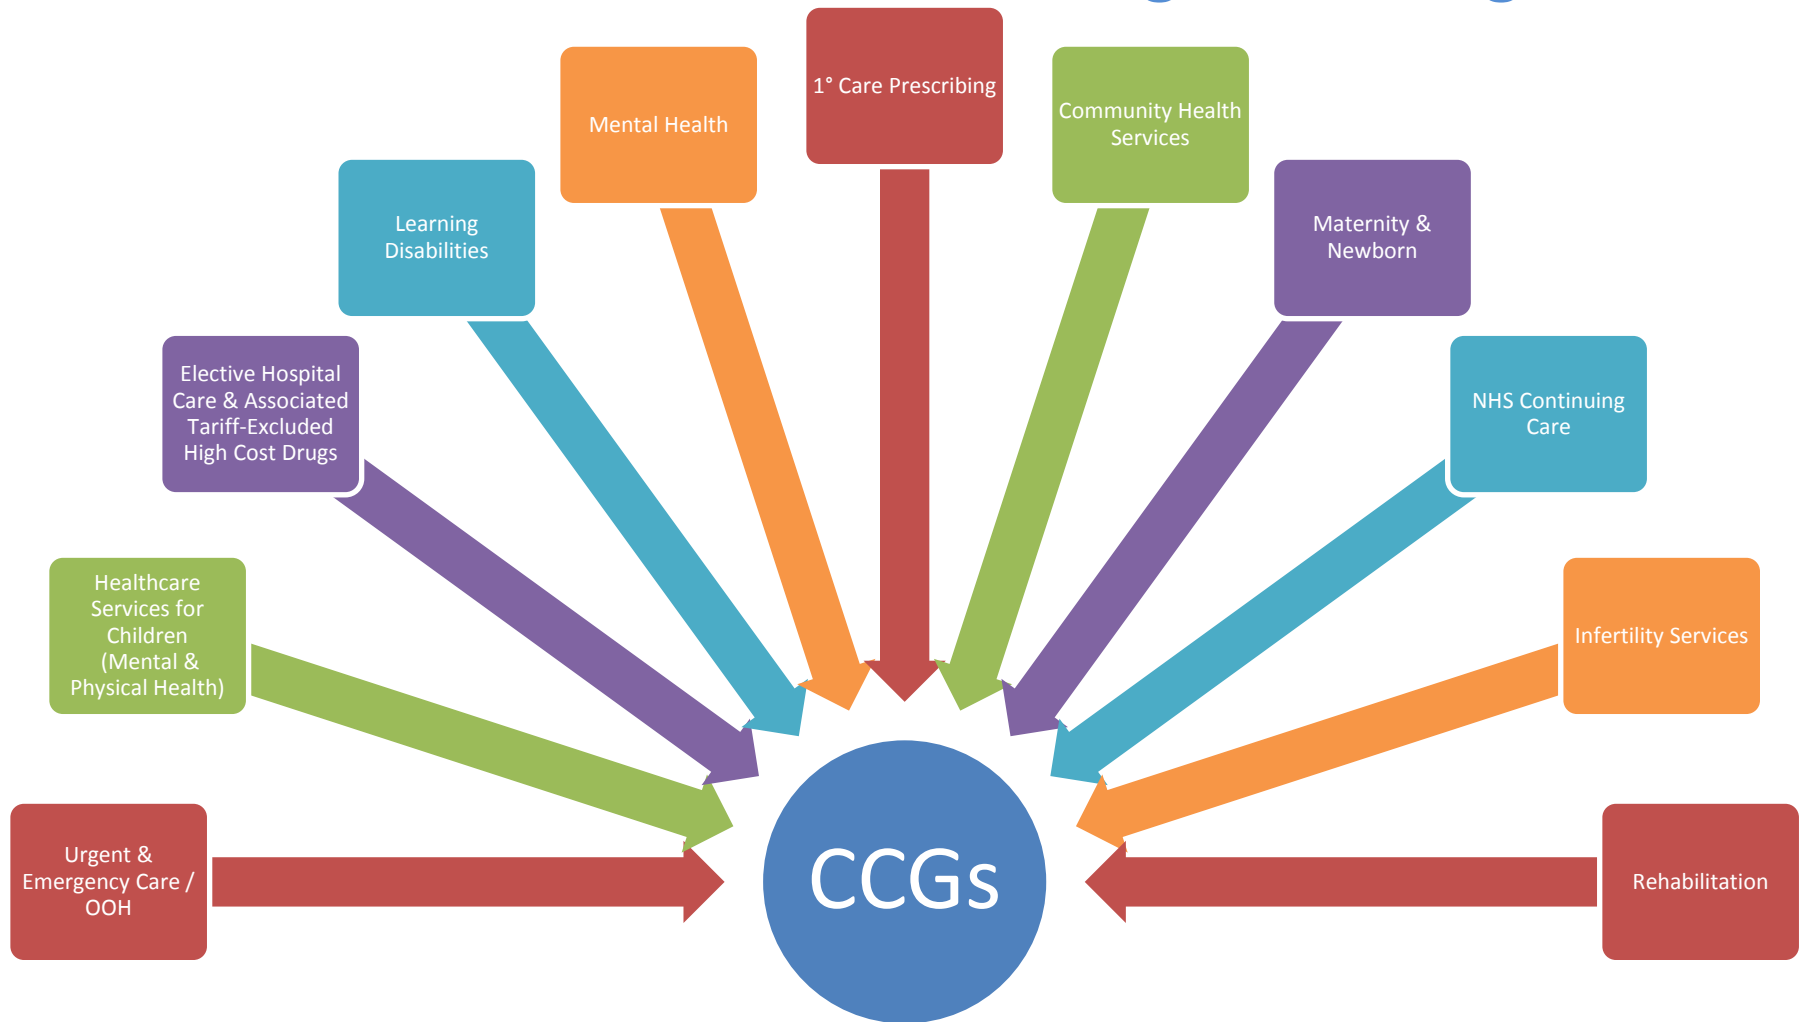 1° Care Prescribing
Mental Health
Community Health
Services
Learning
Disabilities
Maternity &
Newborn
Elective Hospital
Care & Associated
Tariff-Excluded
High Cost Drugs
NHS Continuing
Care
Healthcare
Services for
Children
(Mental &
Physical Health)
Infertility Services
Urgent &
Emergency Care /
OOH
CCGs
Rehabilitation